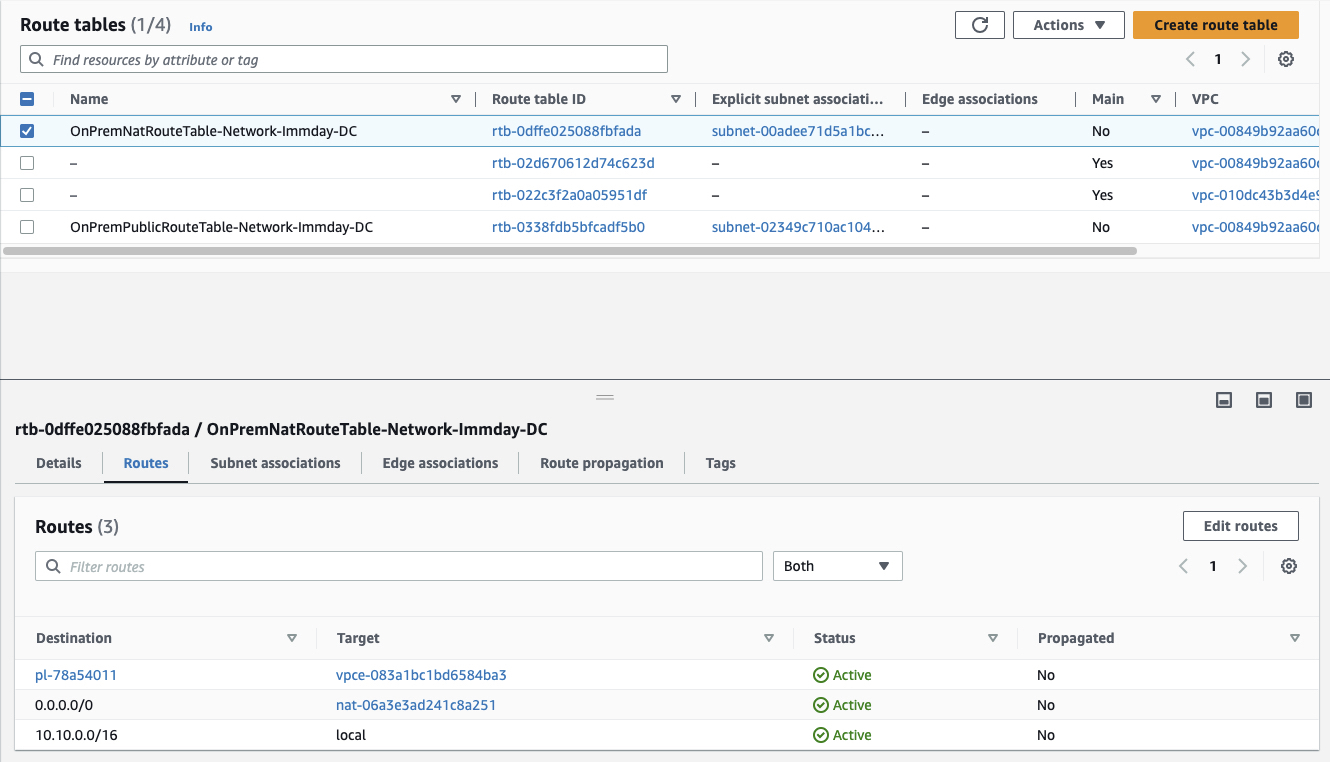 Route tables (1/4) Info
Actions
Create route table
Find resources by attribute or tag
1
Name Route table ID Explicit subnet associati... Edge associations Main VPC
OnPremNatRouteTable-Network-Immday-DC rtb-0dffe025088fbfada subnet-00adee71d5a1bc... – No vpc-00849b92aa60
– rtb-02d670612d74c623d – – Yes vpc-00849b92aa60
– rtb-022c3f2a0a05951df – – Yes vpc-010dc43b3d4e9
OnPremPublicRouteTable-Network-Immday-DC rtb-0338fdb5bfcadf5b0 subnet-02349c710ac104... – No vpc-00849b92aa60
rtb-0dffe025088fbfada / OnPremNatRouteTable-Network-Immday-DC
Details Routes Subnet associations Edge associations Route propagation Tags
Routes (3)
Edit routes
Filter routes
Both
1
Destination Target Status Propagated
pl-78a54011 vpce-083a1bc1bd6584ba3 Active No
0.0.0.0/0 nat-06a3e3ad241c8a251 Active No
10.10.0.0/16 local Active No